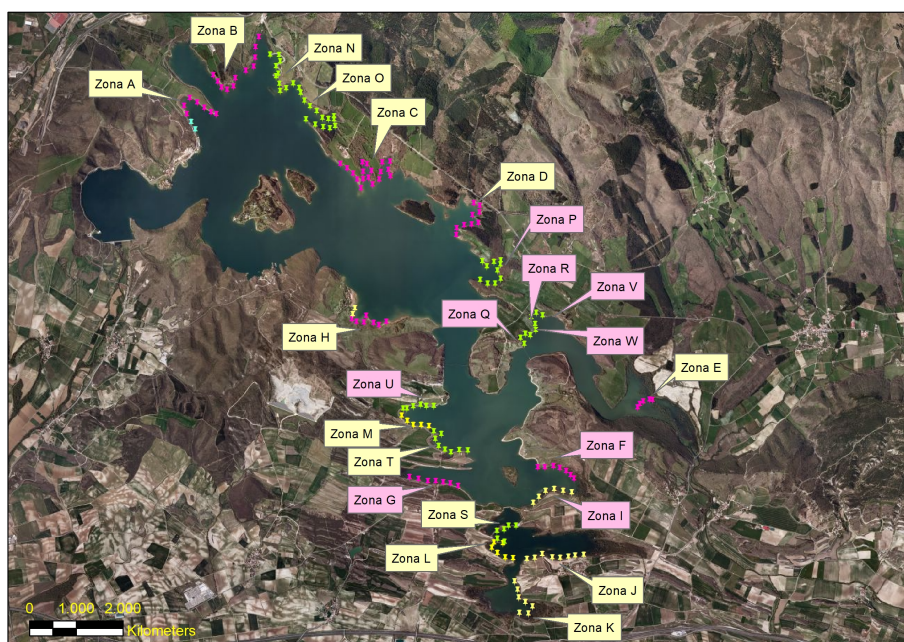 Zona B
Zona N
Zona A
Zona O
Zona C
Zona D
Zona P
Zona R
Zona V
Zona Q
Zona W
Zona H
Zona E
Zona U
Zona M
Zona T
Zona F
Zona G
Zona S
Zona I
Zona L
Zona J
Zona K
0 1.000 2.000
Kilometers